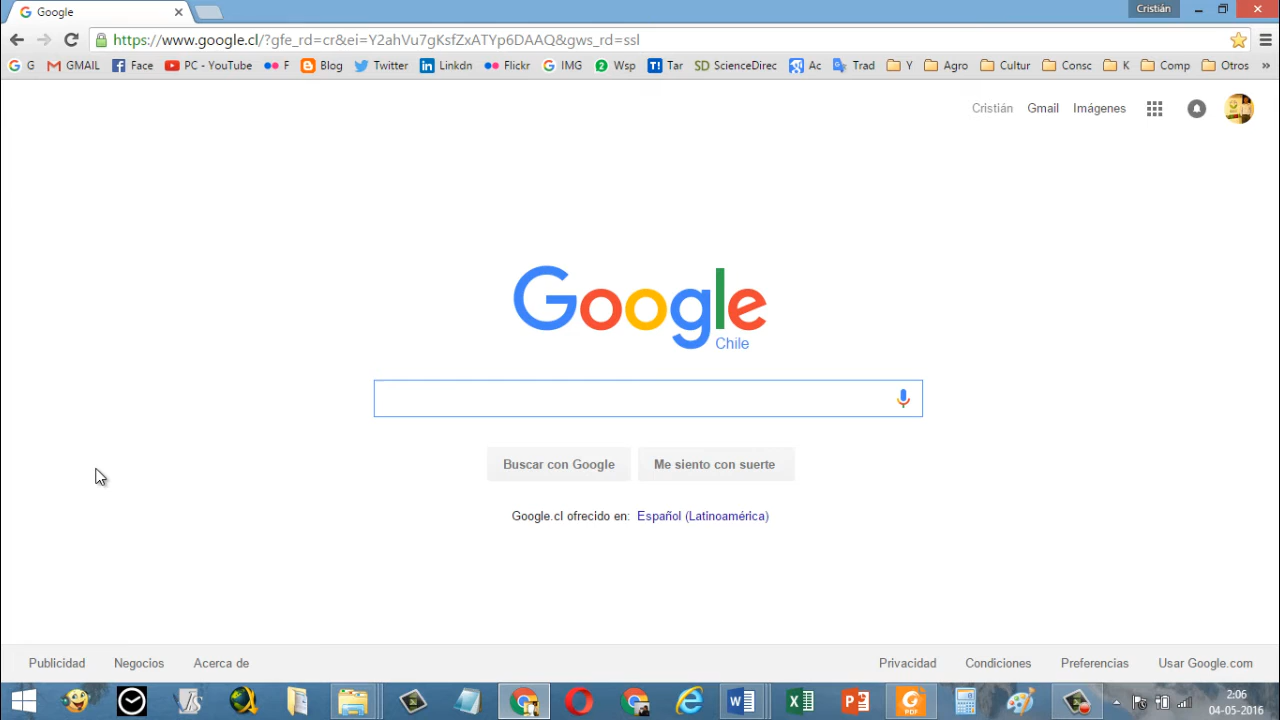 Google
Cristián
https://www.google.cl/?gfe_rd=cr&ei=Y2ahVu7gKsfZxATYp6DAAQ&gws_rd=ssl
G GMAIL Face PC - YouTube F Blog Twitter Linkdn Flickr IMG 2 Wsp T! Tar SD ScienceDirec Ac Trad Y Agro Cultur Consc K Comp Otros »
Cristián Gmail Imágenes
Google
Chile
Buscar con Google Me siento con suerte
Google.cl ofrecido en: Español (Latinoamérica)
Publicidad Negocios Acerca de Privacidad Condiciones Preferencias Usar Google.com
2:06
04-05-2016